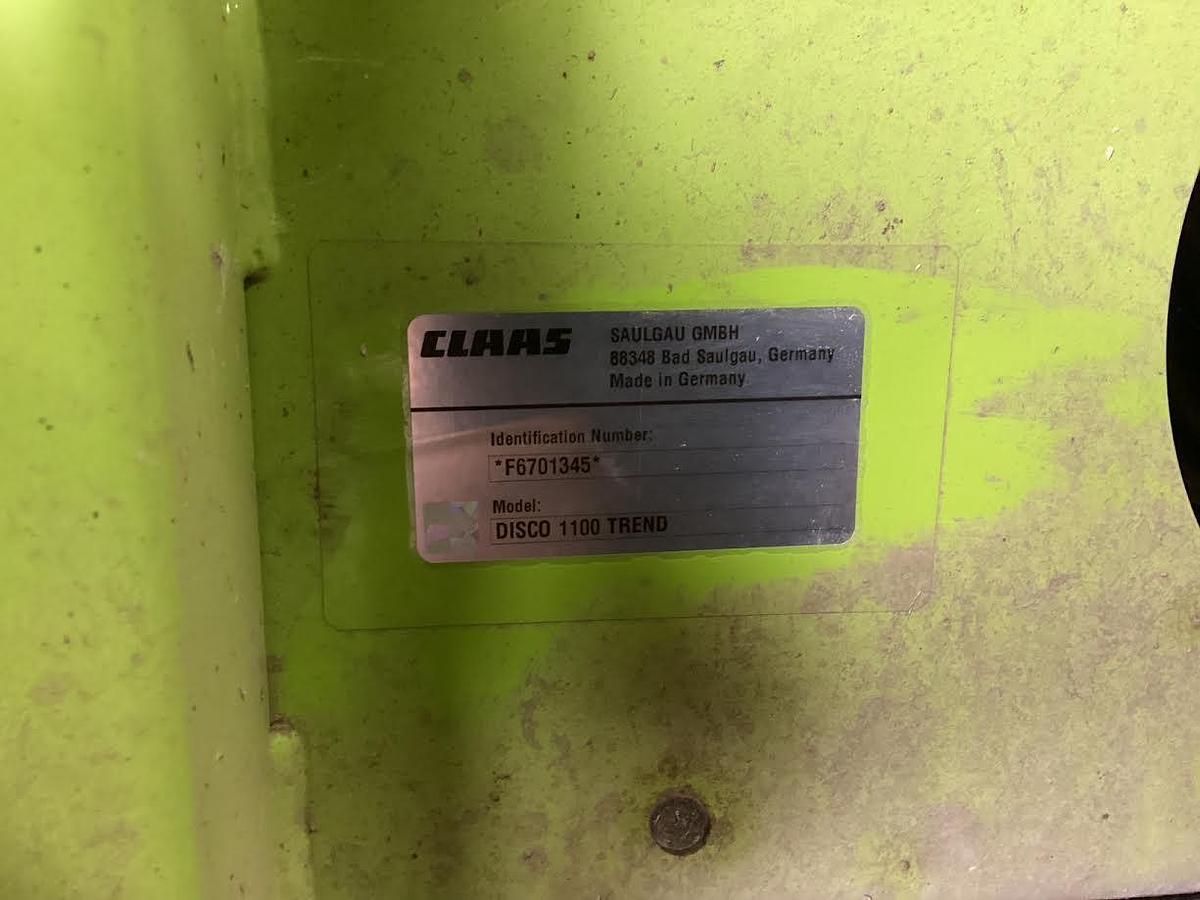 CLAAS
SAULGAU GMBH
88348 Bad Saulgau, Germany
Made in Germany
Identification Number:
*F6701345*
Model:
DISCO 1100 TREND